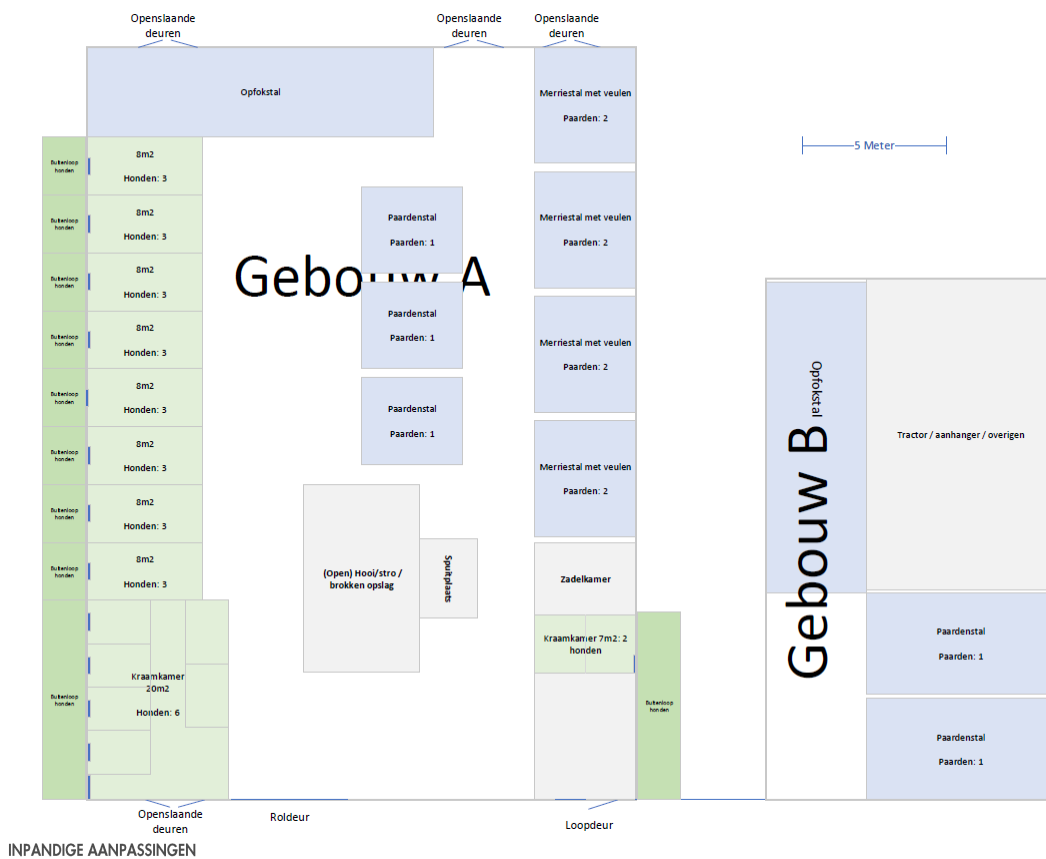 Openslaande
deuren
Openslaande
deuren
Openslaande
deuren
Opfokstal
Merriestal met veulen
Paarden: 2
5 Meter
Buitenloop
honden
8m2
Honden: 3
Buitenloop
honden
8m2
Honden: 3
Paardenstal
Paarden: 1
Merriestal met veulen
Paarden: 2
Gebouw A
Buitenloop
honden
8m2
Honden: 3
Buitenloop
honden
8m2
Honden: 3
Paardenstal
Paarden: 1
Merriestal met veulen
Paarden: 2
Buitenloop
honden
8m2
Honden: 3
Paardenstal
Paarden: 1
Buitenloop
honden
8m2
Honden: 3
Merriestal met veulen
Paarden: 2
Buitenloop
honden
8m2
Honden: 3
Buitenloop
honden
8m2
Honden: 3
(Open) Hooi/stro /
brokken opslag
Spuitplaats
Zadelkamer
Kraamkamer 7m2: 2
honden
Buitenloop
honden
Kraamkamer
20m2
Honden: 6
Buitenloop
honden
Opfokstal
Gebouw B
Tractor / aanhanger / overigen
Paardenstal
Paarden: 1
Paardenstal
Paarden: 1
Openslaande
deuren
Roldeur
Loopdeur
INPANDIGE AANPASSINGEN